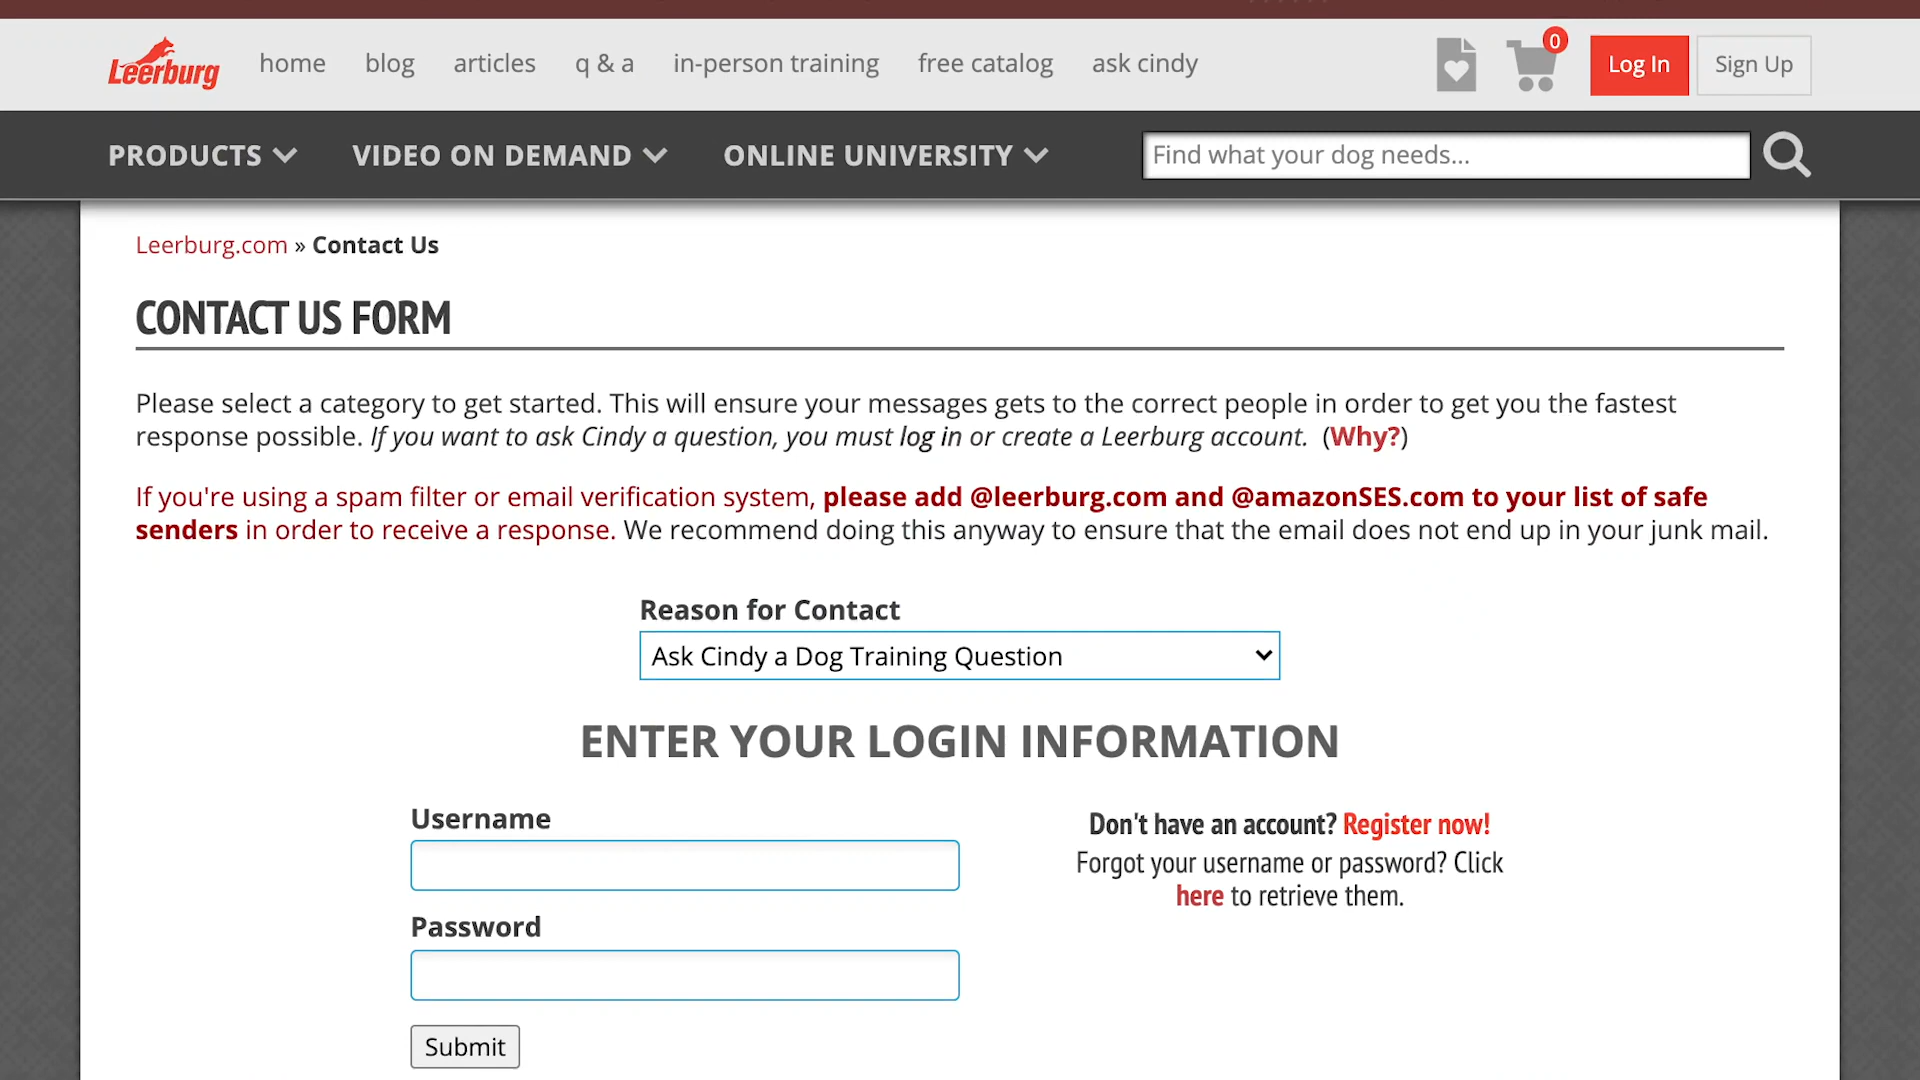 Leerburg
home blog articles q & a in-person training free catalog ask cindy
0
Log In
Sign Up
PRODUCTS VIDEO ON DEMAND ONLINE UNIVERSITY
Find what your dog needs...
Leerburg.com » Contact Us
CONTACT US FORM
Please select a category to get started. This will ensure your messages gets to the correct people in order to get you the fastest
response possible. If you want to ask Cindy a question, you must log in or create a Leerburg account. (Why?)
If you're using a spam filter or email verification system, please add @leerburg.com and @amazonSES.com to your list of safe
senders in order to receive a response. We recommend doing this anyway to ensure that the email does not end up in your junk mail.
Reason for Contact
Ask Cindy a Dog Training Question
ENTER YOUR LOGIN INFORMATION
Username
Password
Submit
Don't have an account? Register now!
Forgot your username or password? Click
here to retrieve them.